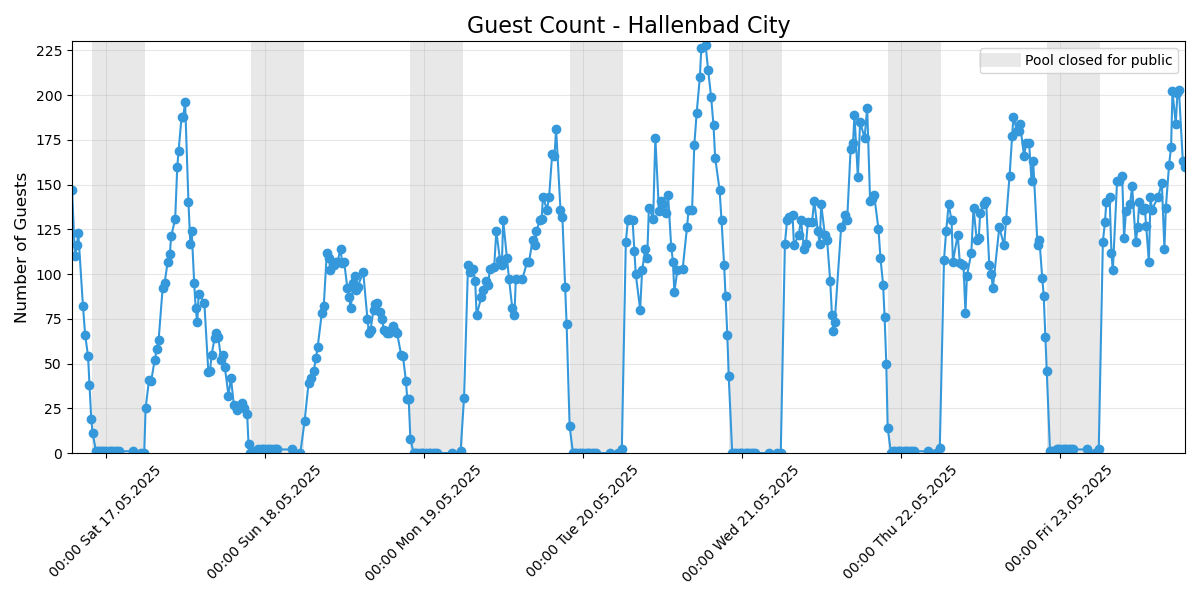 Guest Count - Hallenbad City
Number of Guests
225
200
175
150
125
100
75
50
25
0
Pool closed for public
00:00 Sat 17.05.2025
00:00 Sun 18.05.2025
00:00 Mon 19.05.2025
00:00 Tue 20.05.2025
00:00 Wed 21.05.2025
00:00 Thu 22.05.2025
00:00 Fri 23.05.2025